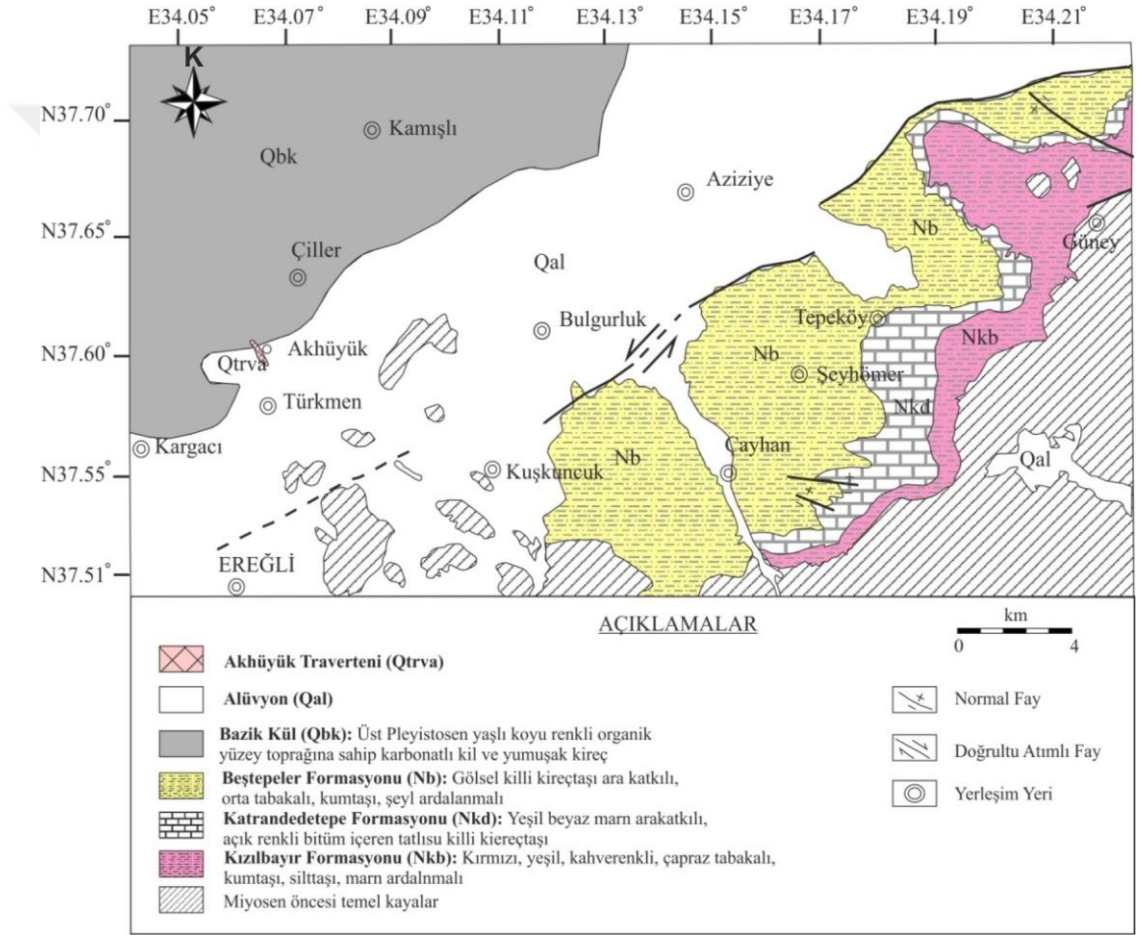 E34.05° E34.07° E34.09° E34.11° E34.13° E34.15° E34.17° E34.19° E34.21°
K
N37.70°
Kamışlı
Qbk
Aziziye
N37.65°
Nb
Güney
Çiller
Qal
Bulgurluk
Tepeköy
Nkb
N37.60°
Akhüyük
Qtrva
Nb
Şeyhömer
Türkmen
Nkd
Kargacı
Nb
Çayhan
Qal
N37.55°
Kuşkuncuk
EREĞLİ
N37.51°
AÇIKLAMALAR
km
0 4
Akhüyük Traverteni (Qtrva)
Alüvyon (Qal)
Bazik Kül (Qbk): Üst Pleyistosen yaşlı koyu renkli organik
yüzey toprağına sahip karbonatlı kil ve yumuşak kireç
Beştepeler Formasyonu (Nb): Gölsel killi kireçtaşı ara katkılı,
orta tabakalı, kumtaşı, şeyl ardalanmalı
Katrandedetepe Formasyonu (Nkd): Yeşil beyaz marn arakatkılı,
açık renkli bitüm içeren tatlısu killi kiereçtaşı
Kızılbayır Formasyonu (Nkb): Kırmızı, yeşil, kahverenkli, çapraz tabakalı,
kumtaşı, silttaşı, marn ardalnmalı
Miyosen öncesi temel kayalar
Normal Fay
Doğrultu Atımlı Fay
Yerleşim Yeri